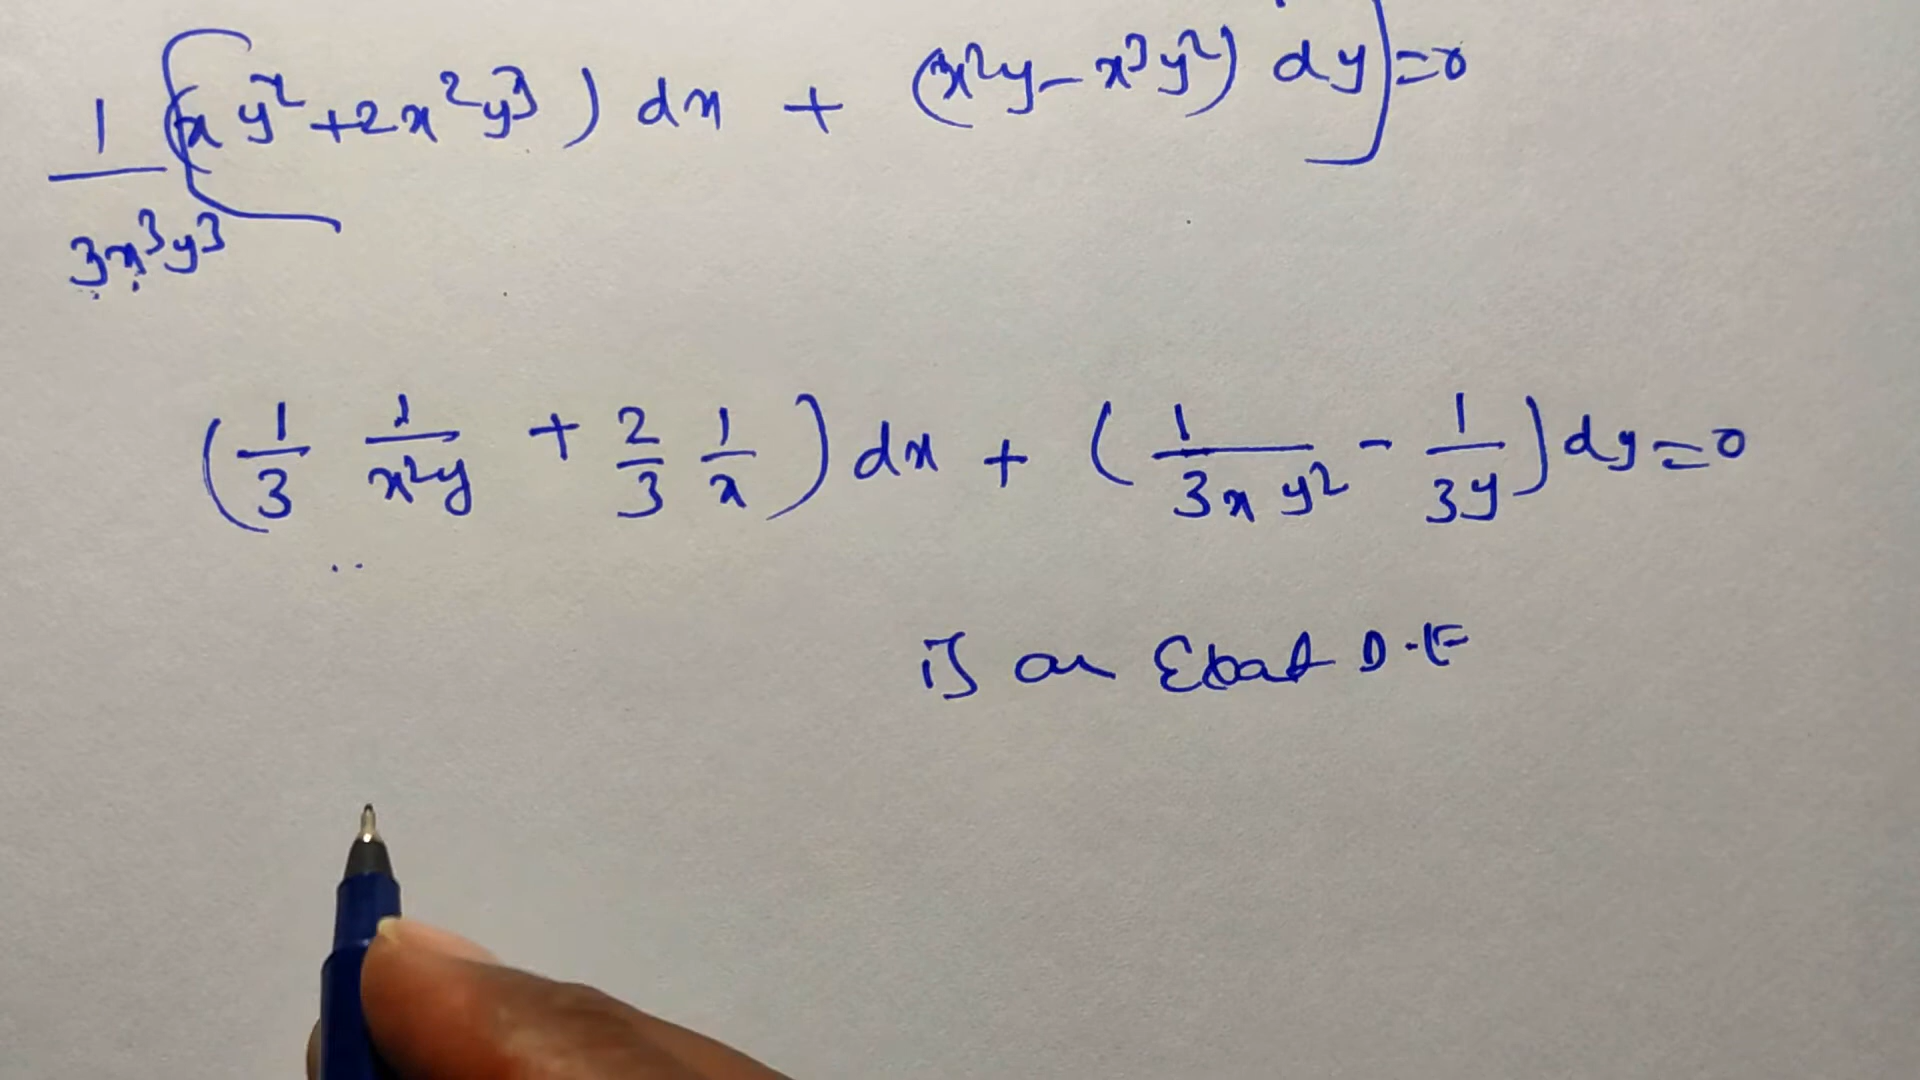 1/(3x³y³) [(xy² + 2x²y³) dx + (x²y - x³y²) dy] = 0
(1/3 1/(x²y) + 2/3 1/x) dx + (1/(3xy²) - 1/(3y)) dy = 0
is an Exact D.E